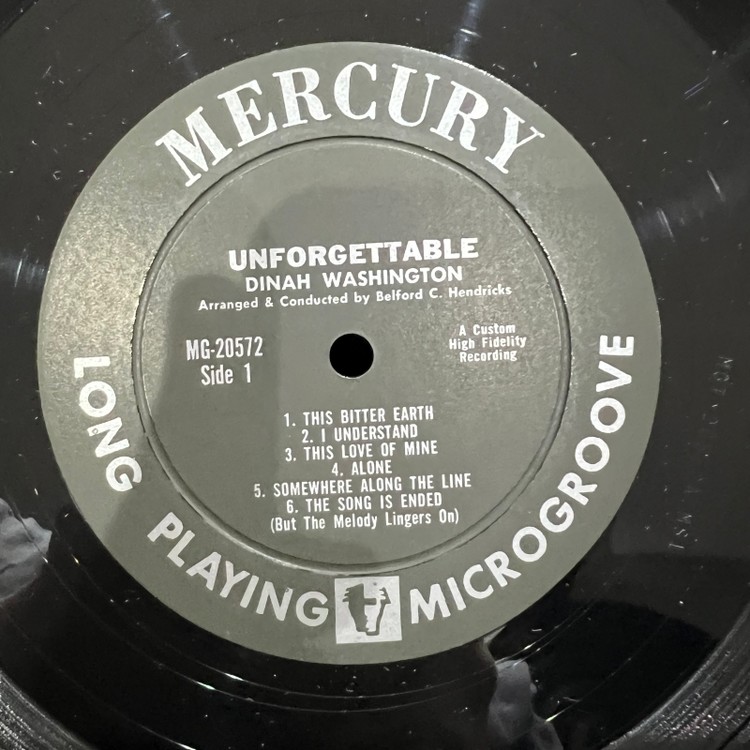 MERCURY
UNFORGETTABLE
DINAH WASHINGTON
Arranged & Conducted by Belford C. Hendricks
MG-20572
Side 1
A Custom
High Fidelity
Recording
1. THIS BITTER EARTH
2. I UNDERSTAND
3. THIS LOVE OF MINE
4. ALONE
5. SOMEWHERE ALONG THE LINE
6. THE SONG IS ENDED
(But The Melody Lingers On)
LONG PLAYING MICROGROOVE